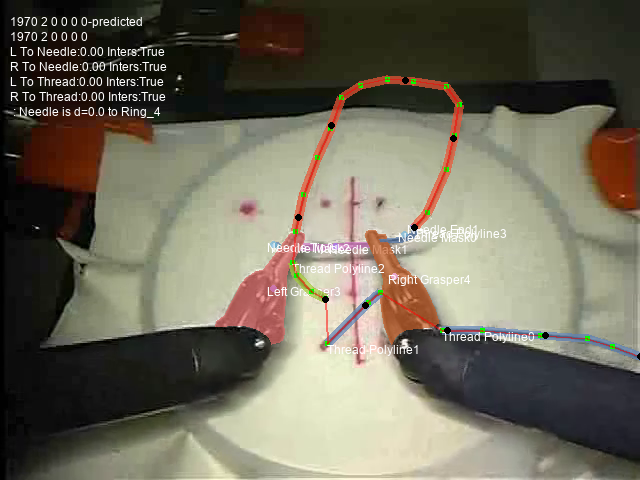 1970 2 0 0 0 0-predicted
1970 2 0 0 0 0
L To Needle:0.00 Inters:True
R To Needle:0.00 Inters:True
L To Thread:0.00 Inters:True
R To Thread:0.00 Inters:True
: Needle is d=0.0 to Ring_4
Needle End1
Needle Mask0
Thread Polyline2
Right Grasper4
Left Grasper3
Thread Polyline0
Thread Polyline1